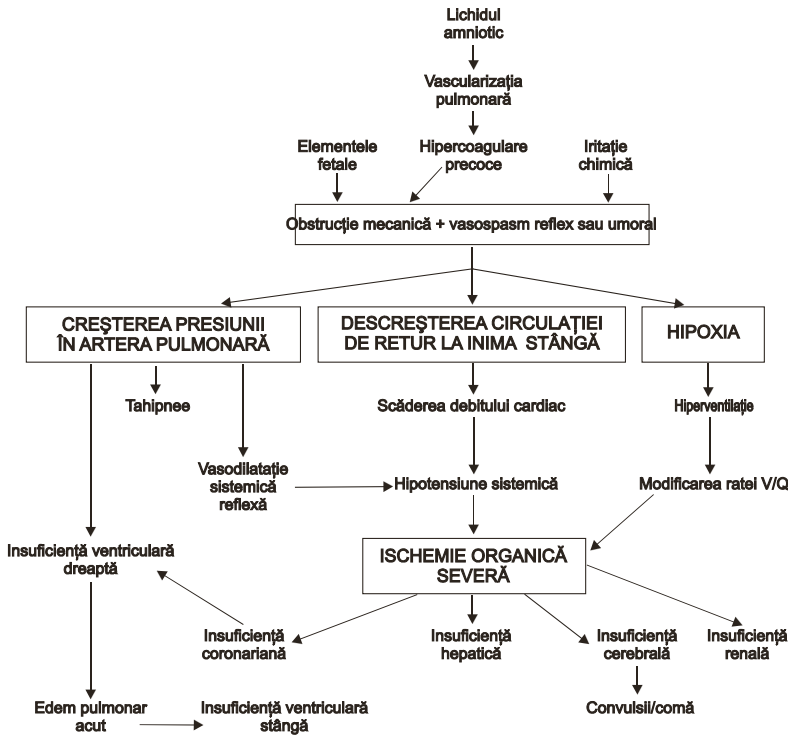 Lichidul
amniotic
Vascularizația
pulmonară
Elementele
fetale
Hipercoagulare
precoce
Iritație
chimică
Obstrucție mecanică + vasospasm reflex sau umoral
CREŞTEREA PRESIUNII
ÎN ARTERA PULMONARĂ
DESCREŞTEREA CIRCULAȚIEI
DE RETUR LA INIMA STÂNGĂ
HIPOXIA
Tahipnee
Scăderea debitului cardiac
Hiperventilație
Vasodilatație
sistemică
reflexă
Hipotensiune sistemică
Modificarea ratei V/Q
Insuficiență ventriculară
dreaptă
ISCHEMIE ORGANICĂ
SEVERĂ
Insuficiență
coronariană
Insuficiență
hepatică
Insuficiență
cerebrală
Insuficiență
renală
Edem pulmonar
acut
Insuficiență ventriculară
stângă
Convulsii/comă